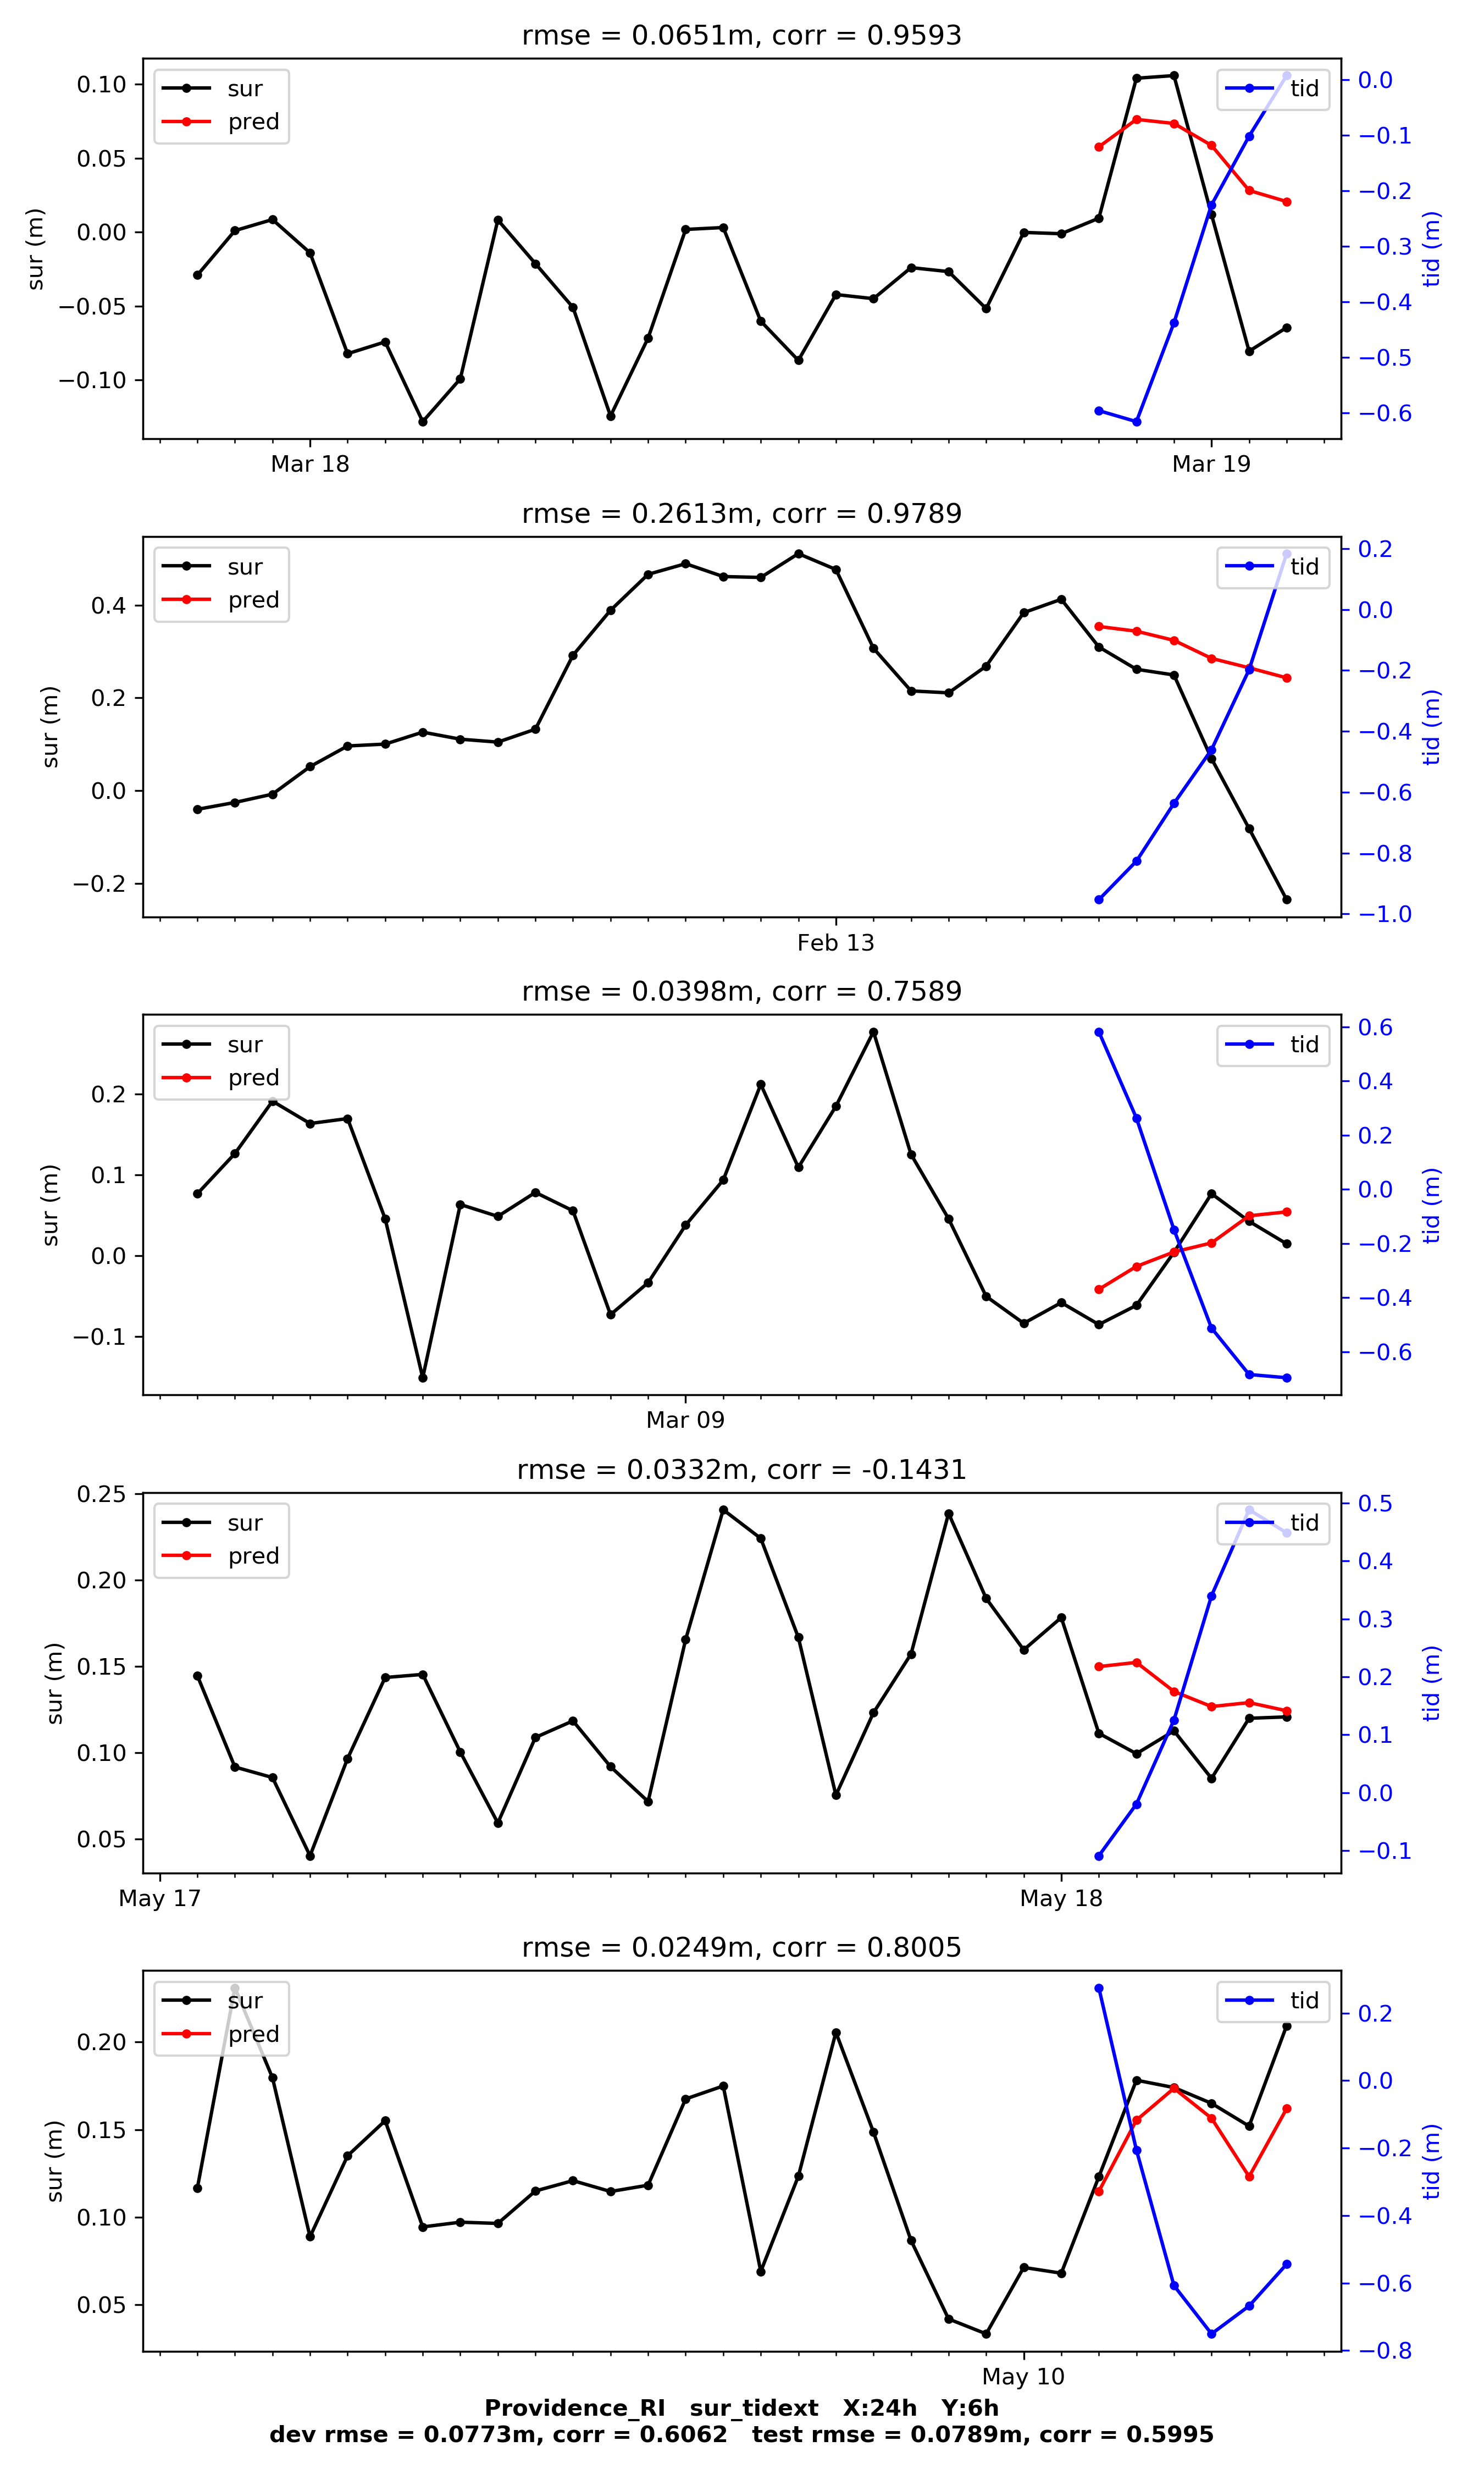 rmse = 0.0651m, corr = 0.9593
sur
pred
tid
0.10
0.05
0.00
−0.05
−0.10
sur (m)
0.0
−0.1
−0.2
−0.3
−0.4
−0.5
−0.6
tid (m)
Mar 18
Mar 19
rmse = 0.2613m, corr = 0.9789
sur
pred
tid
0.4
0.2
0.0
−0.2
sur (m)
0.2
0.0
−0.2
−0.4
−0.6
−0.8
−1.0
tid (m)
Feb 13
rmse = 0.0398m, corr = 0.7589
sur
pred
tid
0.2
0.1
0.0
−0.1
sur (m)
0.6
0.4
0.2
0.0
−0.2
−0.4
−0.6
tid (m)
Mar 09
rmse = 0.0332m, corr = -0.1431
sur
pred
tid
0.25
0.20
0.15
0.10
0.05
sur (m)
0.5
0.4
0.3
0.2
0.1
0.0
−0.1
tid (m)
May 17
May 18
rmse = 0.0249m, corr = 0.8005
sur
pred
tid
0.20
0.15
0.10
0.05
sur (m)
0.2
0.0
−0.2
−0.4
−0.6
−0.8
tid (m)
May 10
Providence_RI sur_tidext X:24h Y:6h
dev rmse = 0.0773m, corr = 0.6062 test rmse = 0.0789m, corr = 0.5995